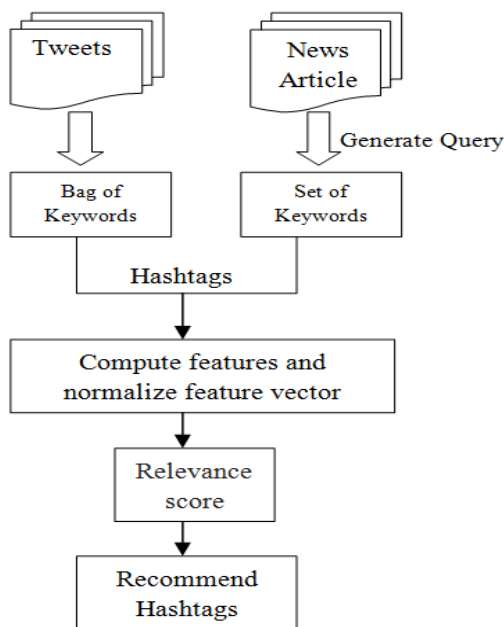 Tweets
News
Article
Generate Query
Bag of
Keywords
Set of
Keywords
Hashtags
Compute features and
normalize feature vector
Relevance
score
Recommend
Hashtags